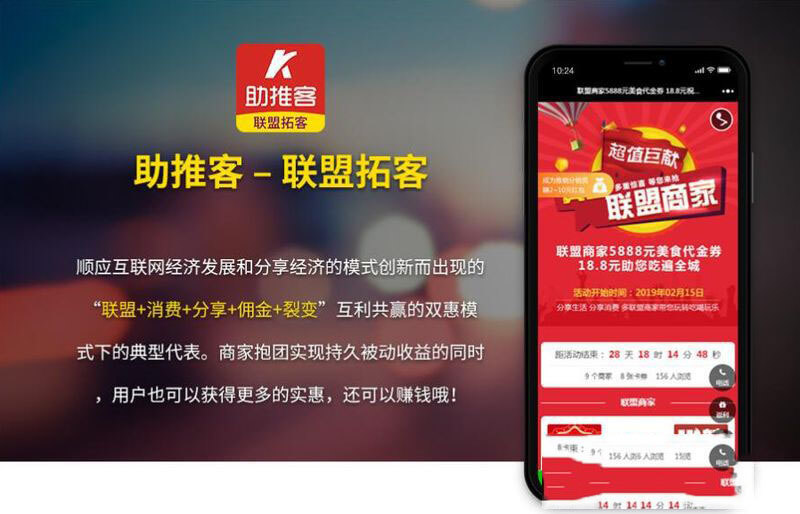 助推客
联盟拓客
助推客 – 联盟拓客
顺应互联网经济发展和分享经济的模式创新而出现的
“联盟+消费+分享+佣金+裂变”互利共赢的双惠模
式下的典型代表。商家抱团实现持久被动收益的同时
，用户也可以获得更多的实惠，还可以赚钱哦！
10:24
联盟商家5888元美食代金券 18.8元祝...
超值巨献
多重惊喜 等您来抢
联盟商家
成为推销分销员
赚2~10元红包
联盟商家5888元美食代金券
18.8元助您吃遍全城
活动开始时间：2019年02月15日
分享生活 分享消费 多联盟商家带您玩转吃喝玩乐
距活动结束： 28 天 18 时 14 分 48 秒
9 个商家 8 张卡券 156 人浏览
电话
联盟商家
福利
电话
联盟
14 时 14 14 分 14